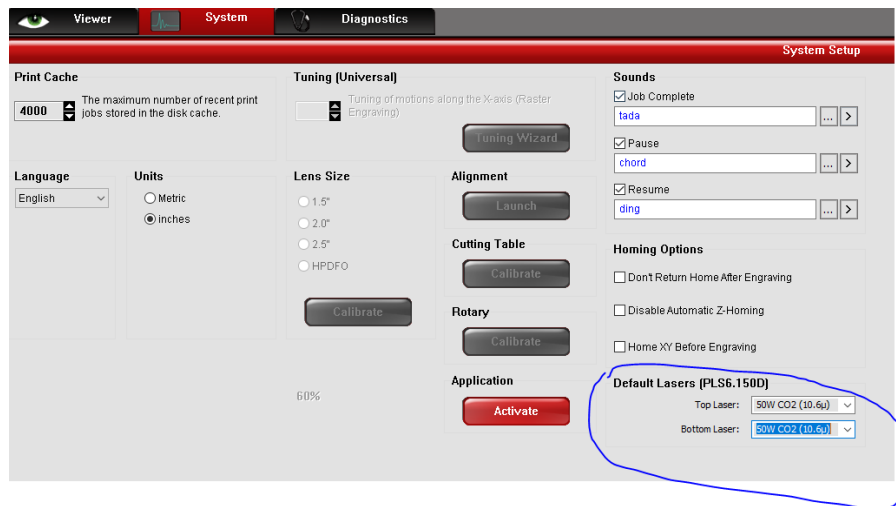 Viewer
System
Diagnostics
System Setup
Print Cache
4000
The maximum number of recent print
jobs stored in the disk cache.
Tuning (Universal)
Tuning of motions along the X-axis (Raster
Engraving)
Tuning Wizard
Sounds
Job Complete
tada
...
>
Pause
chord
...
>
Resume
ding
...
>
Language
English
Units
Metric
inches
Lens Size
1.5"
2.0"
2.5"
HPDFO
Calibrate
60%
Alignment
Launch
Cutting Table
Calibrate
Rotary
Calibrate
Application
Activate
Homing Options
Don't Return Home After Engraving
Disable Automatic Z-Homing
Home XY Before Engraving
Default Lasers (PLS6.150D)
Top Laser: 50W CO2 (10.6μ)
Bottom Laser: 50W CO2 (10.6μ)